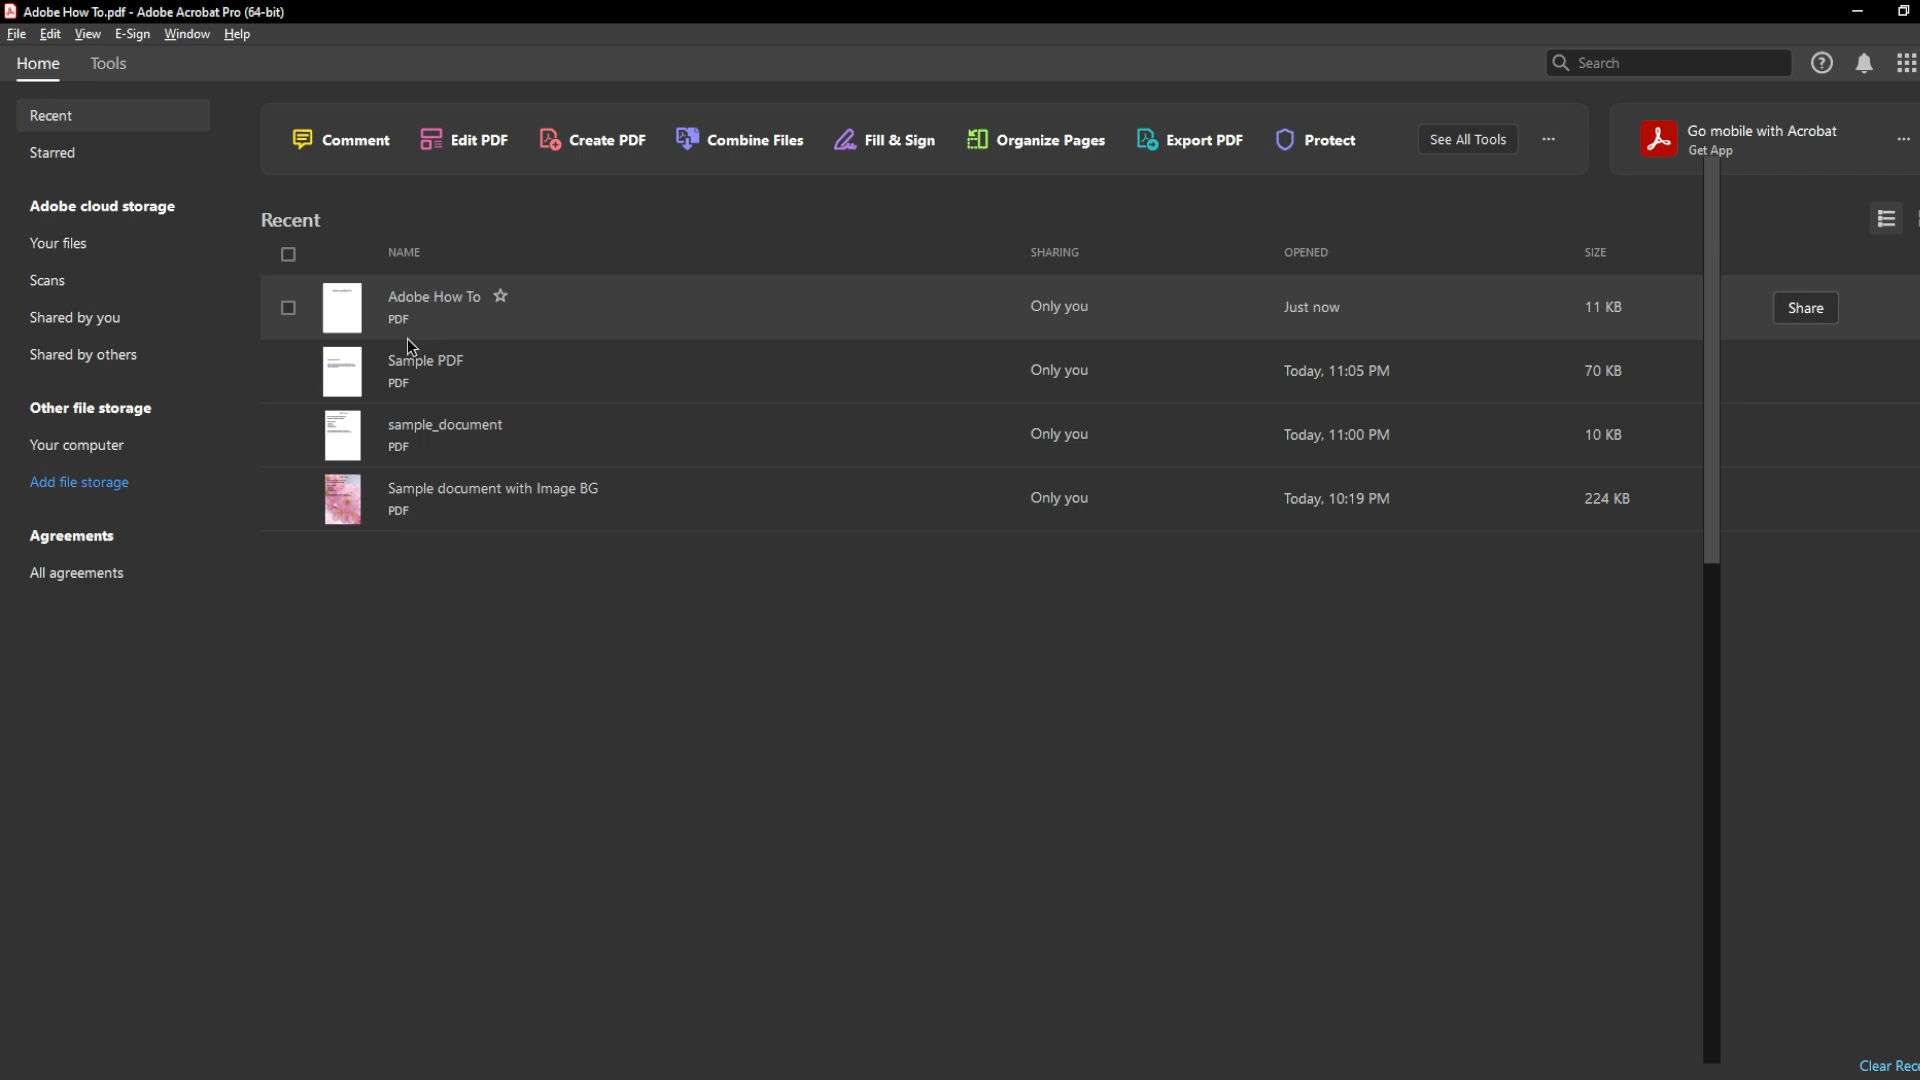 Adobe How To.pdf - Adobe Acrobat Pro (64-bit)
File Edit View E-Sign Window Help
Home Tools
Search
Recent
Starred
Adobe cloud storage
Your files
Scans
Shared by you
Shared by others
Other file storage
Your computer
Add file storage
Agreements
All agreements
Comment Edit PDF Create PDF Combine Files Fill & Sign Organize Pages Export PDF Protect See All Tools
Go mobile with Acrobat
Get App
Recent
NAME SHARING OPENED SIZE
Adobe How To
PDF
Only you Just now 11 KB Share
Sample PDF
PDF
Only you Today, 11:05 PM 70 KB
sample_document
PDF
Only you Today, 11:00 PM 10 KB
Sample document with Image BG
PDF
Only you Today, 10:19 PM 224 KB
Clear